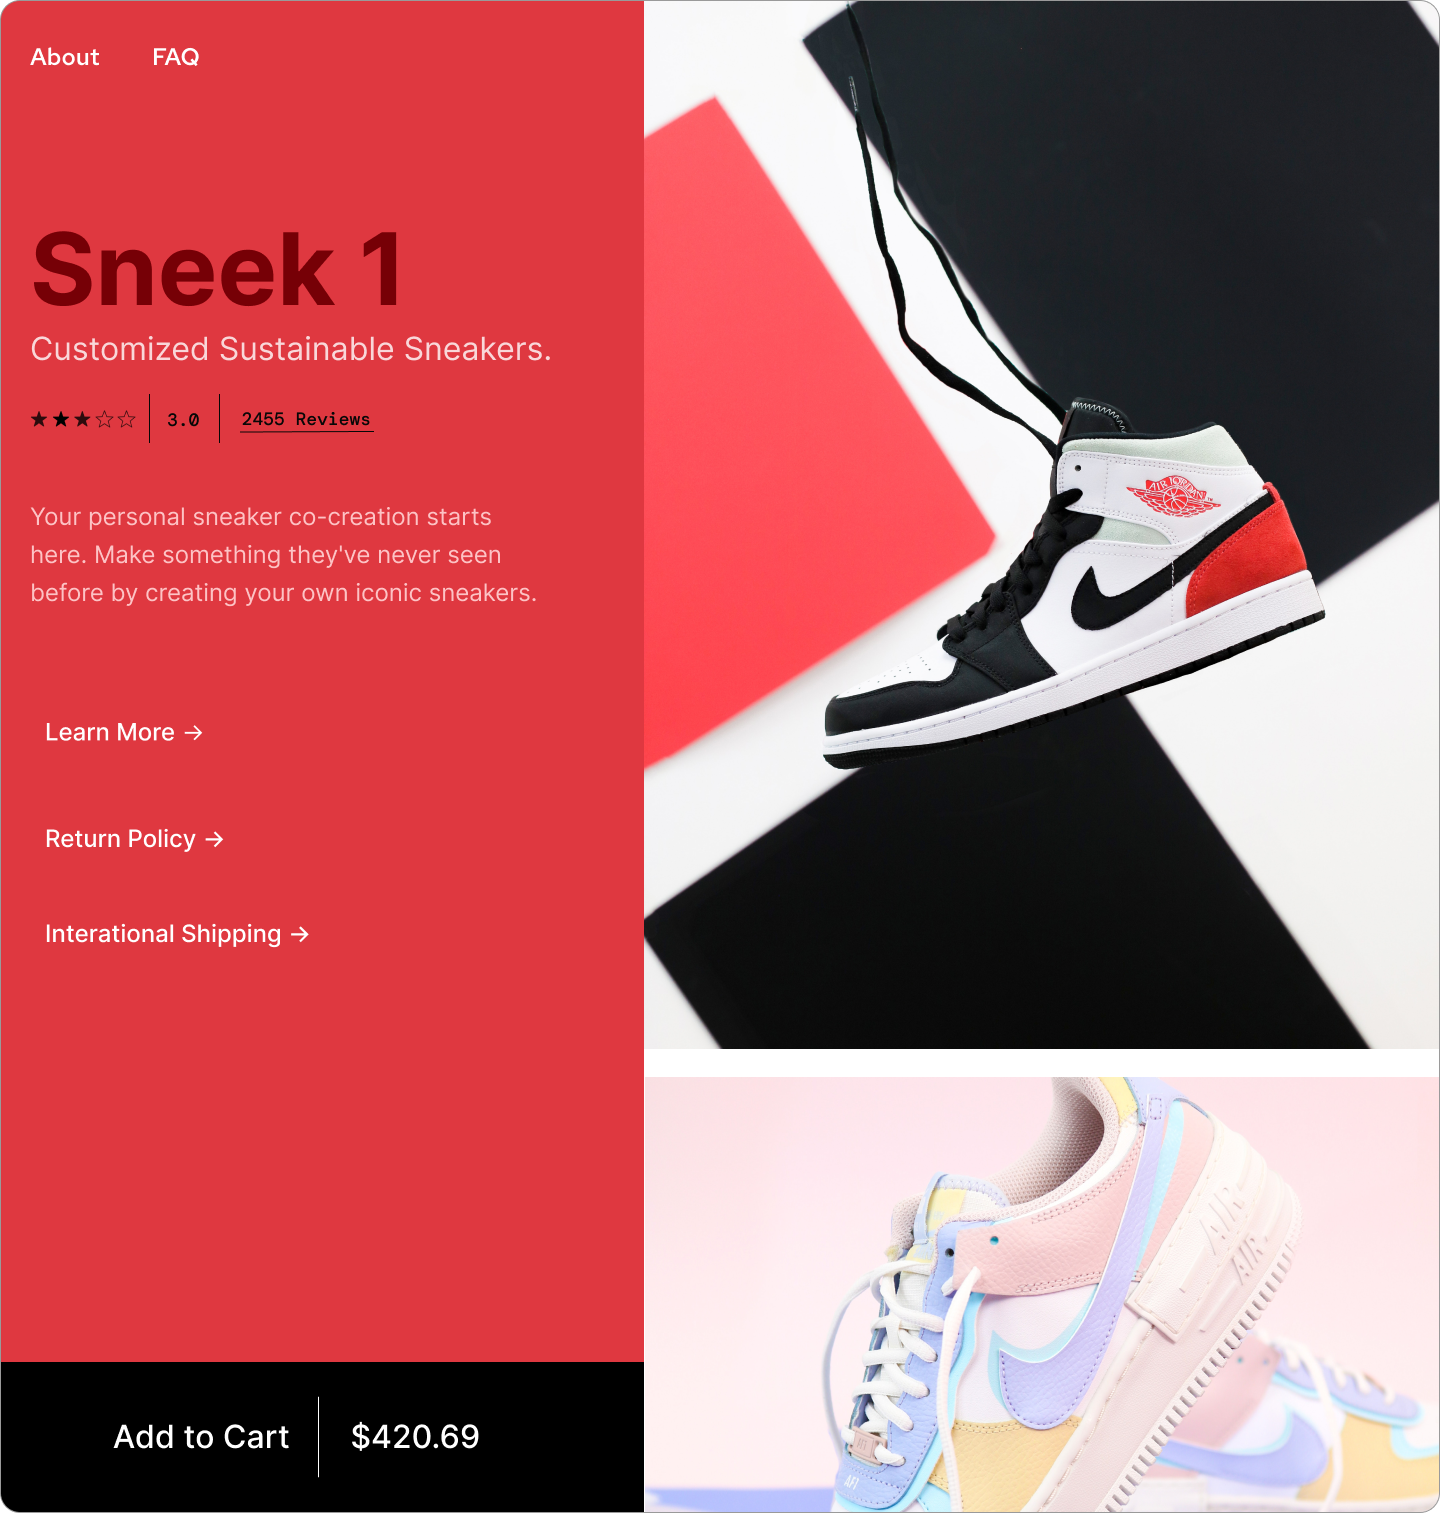 About FAQ
Sneek 1
Customized Sustainable Sneakers.
3.0 2455 Reviews
Your personal sneaker co-creation starts
here. Make something they've never seen
before by creating your own iconic sneakers.
Learn More →
Return Policy →
Interational Shipping →
Add to Cart $420.69
AIR JORDAN
AIR
AIR
AF1